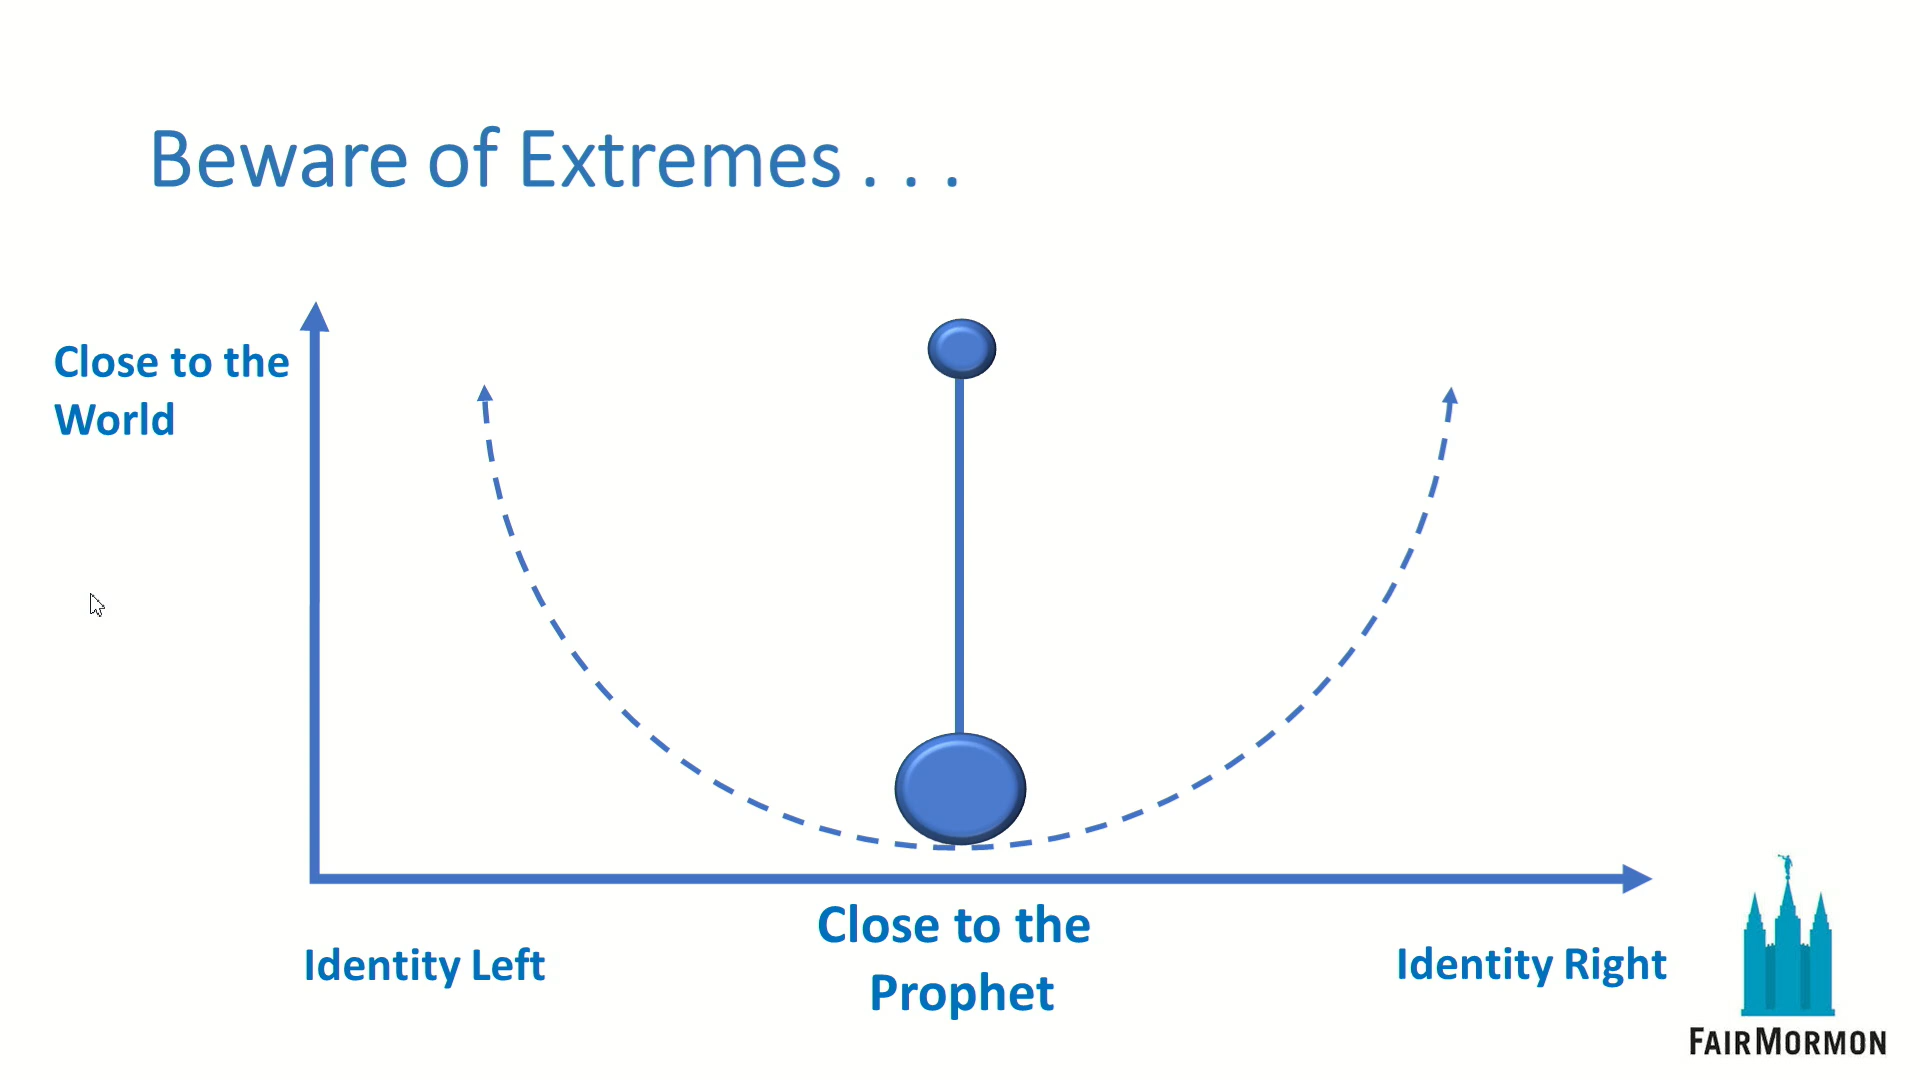 Beware of Extremes . . .
Close to the
World
Close to the
Prophet
Identity Left
Identity Right
FAIRMORMON